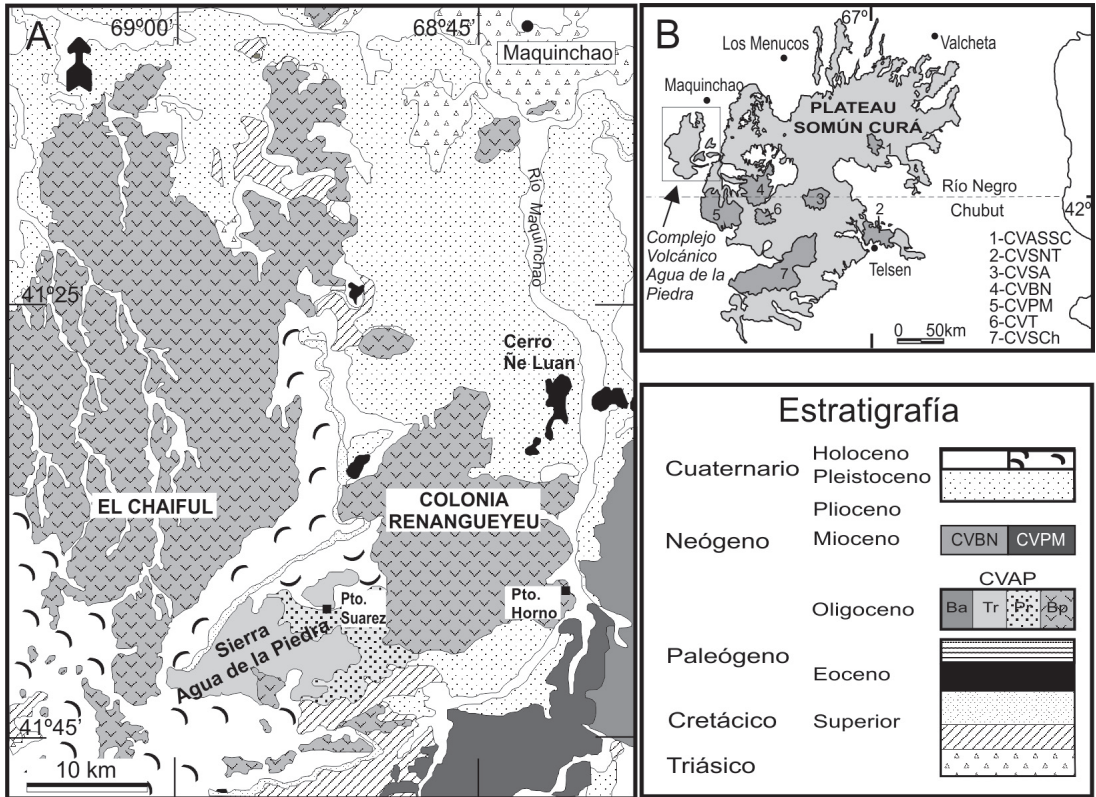 A
69º00'
68º45'
Maquinchao
Río Maquinchao
41º25'
Cerro
Ñe Luan
EL CHAIFUL
COLONIA
RENANGUEYEU
Pto.
Suarez
Pto.
Horno
Sierra
Agua de la Piedra
41º45'
10 km
B
67º
Los Menucos
Valcheta
Maquinchao
PLATEAU
SOMÚN CURÁ
1
Río Negro
4
3
42º
5
6
2
Chubut
Complejo
Volcánico
Agua de la
Piedra
7
Telsen
1-CVASSC
2-CVSNT
3-CVSA
4-CVBN
5-CVPM
6-CVT
7-CVSCh
0 50km
Estratigrafía
Cuaternario
Holoceno
Pleistoceno
Plioceno
Neógeno
Mioceno
CVBN
CVPM
CVAP
Oligoceno
Ba
Tr
Pr
Bp
Paleógeno
Eoceno
Cretácico
Superior
Triásico